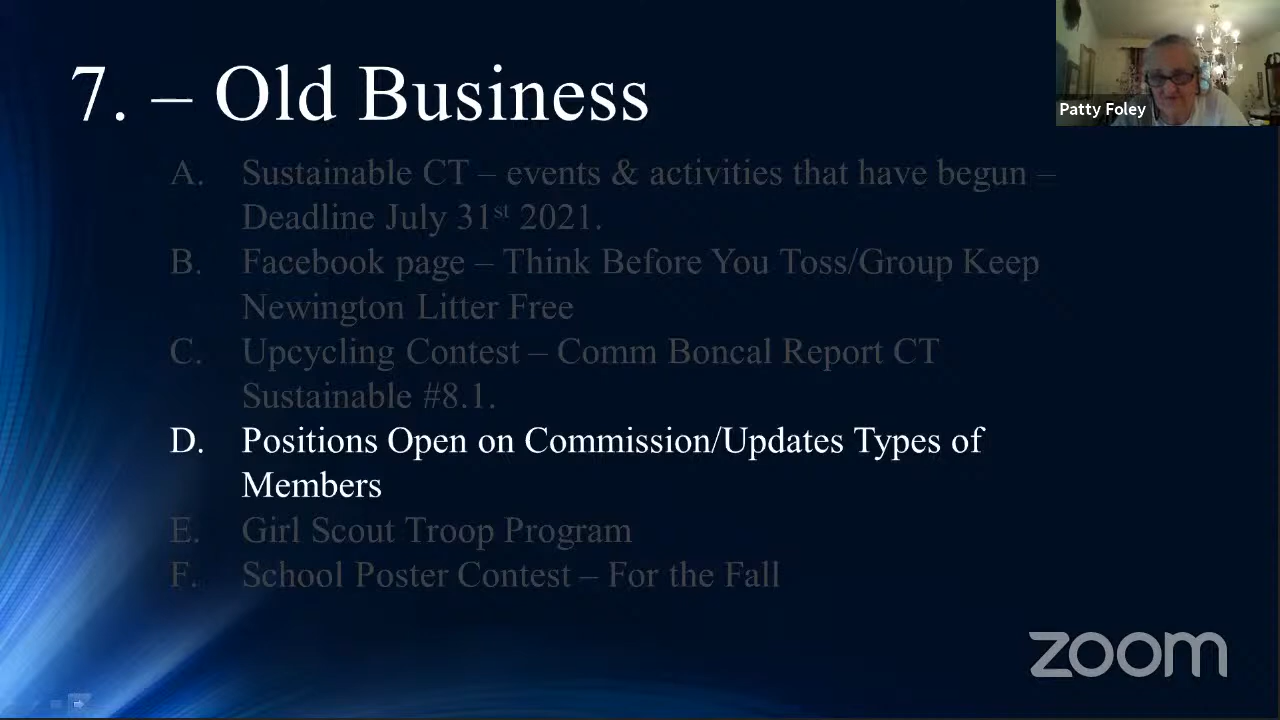 7. – Old Business
Patty Foley
A. Sustainable CT – events & activities that have begun –
Deadline July 31st 2021.
B. Facebook page – Think Before You Toss/Group Keep
Newington Litter Free
C. Upcycling Contest – Comm Boncal Report CT
Sustainable #8.1.
D. Positions Open on Commission/Updates Types of
Members
E. Girl Scout Troop Program
F. School Poster Contest – For the Fall
zoom